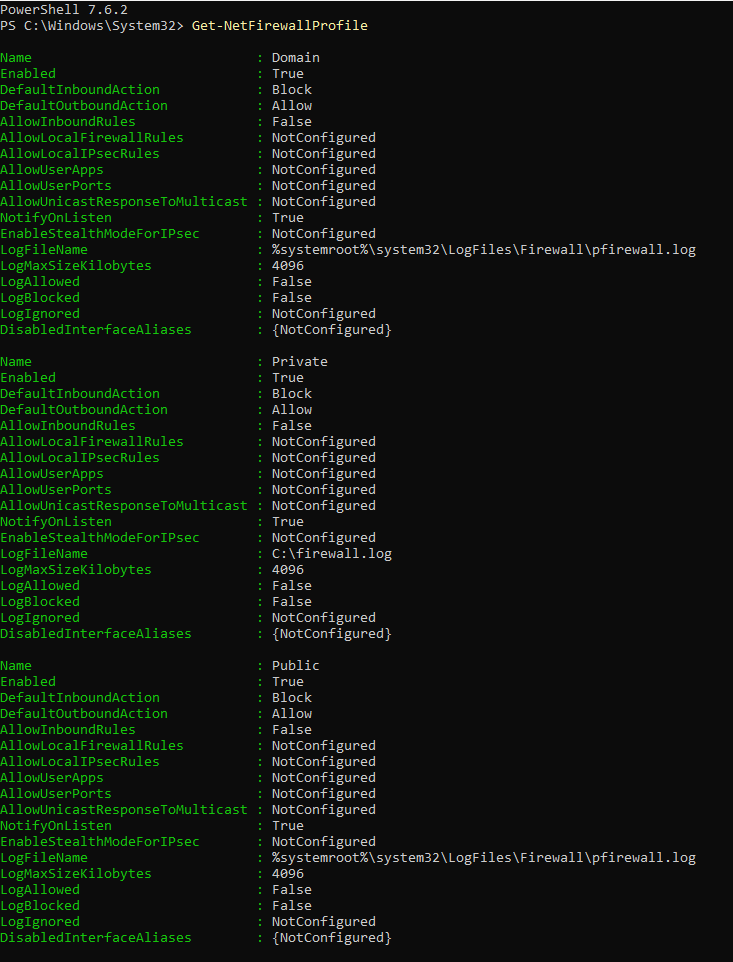 PowerShell 7.6.2
PS C:\Windows\System32> Get-NetFirewallProfile
Name : Domain
Enabled : True
DefaultInboundAction : Block
DefaultOutboundAction : Allow
AllowInboundRules : False
AllowLocalFirewallRules : NotConfigured
AllowLocalIPsecRules : NotConfigured
AllowUserApps : NotConfigured
AllowUserPorts : NotConfigured
AllowUnicastResponseToMulticast : NotConfigured
NotifyOnListen : True
EnableStealthModeForIPsec : NotConfigured
LogFileName : %systemroot%\system32\LogFiles\Firewall\pfirewall.log
LogMaxSizeKilobytes : 4096
LogAllowed : False
LogBlocked : False
LogIgnored : NotConfigured
DisabledInterfaceAliases : {NotConfigured}
Name : Private
Enabled : True
DefaultInboundAction : Block
DefaultOutboundAction : Allow
AllowInboundRules : False
AllowLocalFirewallRules : NotConfigured
AllowLocalIPsecRules : NotConfigured
AllowUserApps : NotConfigured
AllowUserPorts : NotConfigured
AllowUnicastResponseToMulticast : NotConfigured
NotifyOnListen : True
EnableStealthModeForIPsec : NotConfigured
LogFileName : C:\firewall.log
LogMaxSizeKilobytes : 4096
LogAllowed : False
LogBlocked : False
LogIgnored : NotConfigured
DisabledInterfaceAliases : {NotConfigured}
Name : Public
Enabled : True
DefaultInboundAction : Block
DefaultOutboundAction : Allow
AllowInboundRules : False
AllowLocalFirewallRules : NotConfigured
AllowLocalIPsecRules : NotConfigured
AllowUserApps : NotConfigured
AllowUserPorts : NotConfigured
AllowUnicastResponseToMulticast : NotConfigured
NotifyOnListen : True
EnableStealthModeForIPsec : NotConfigured
LogFileName : %systemroot%\system32\LogFiles\Firewall\pfirewall.log
LogMaxSizeKilobytes : 4096
LogAllowed : False
LogBlocked : False
LogIgnored : NotConfigured
DisabledInterfaceAliases : {NotConfigured}